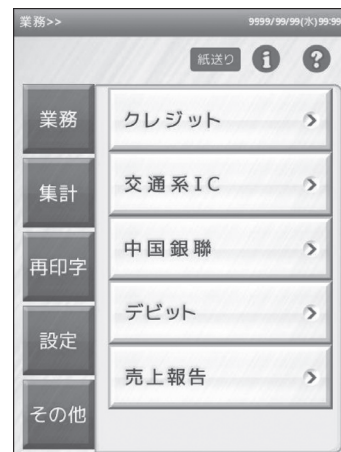 業務>> 9999/99/99(水)99:99
紙送り i ?
業務
集計
再印字
設定
その他
クレジット
交通系IC
中国銀聯
デビット
売上報告